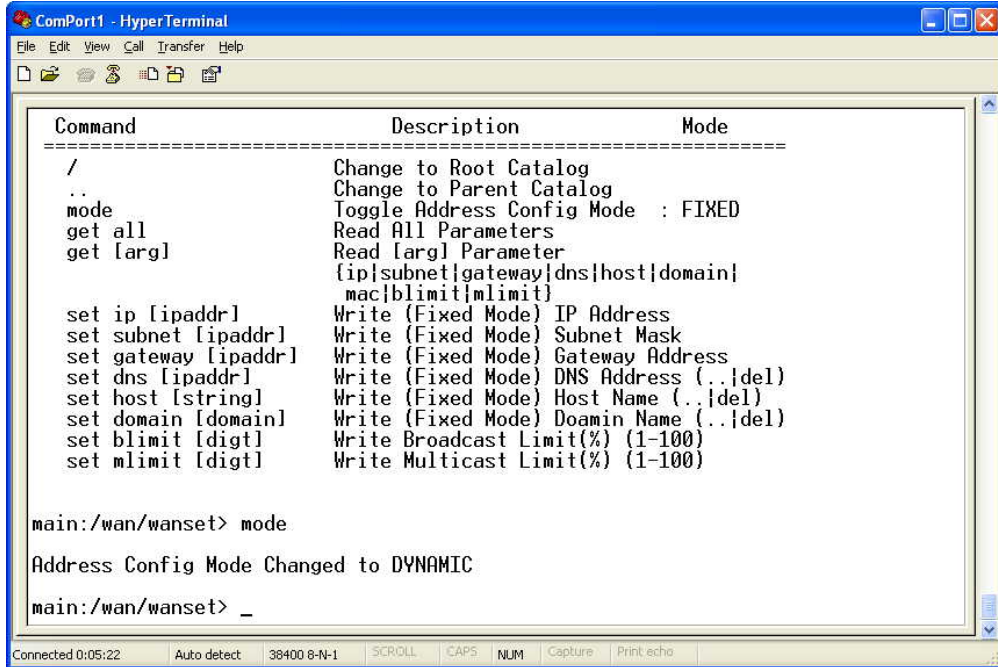 ComPort1 - HyperTerminal
File Edit View Call Transfer Help
Command Description Mode
================================================================
/ Change to Root Catalog
.. Change to Parent Catalog
mode Toggle Address Config Mode : FIXED
get all Read All Parameters
get [arg] Read [arg] Parameter
{ip|subnet|gateway|dns|host|domain|
mac|blimit|mlimit}
set ip [ipaddr] Write (Fixed Mode) IP Address
set subnet [ipaddr] Write (Fixed Mode) Subnet Mask
set gateway [ipaddr] Write (Fixed Mode) Gateway Address
set dns [ipaddr] Write (Fixed Mode) DNS Address (..|del)
set host [string] Write (Fixed Mode) Host Name (..|del)
set domain [domain] Write (Fixed Mode) Doamin Name (..|del)
set blimit [digt] Write Broadcast Limit(%) (1-100)
set mlimit [digt] Write Multicast Limit(%) (1-100)
main:/wan/wanset> mode
Address Config Mode Changed to DYNAMIC
main:/wan/wanset> _
Connected 0:05:22 Auto detect 38400 8-N-1 SCROLL CAPS NUM Capture Print echo